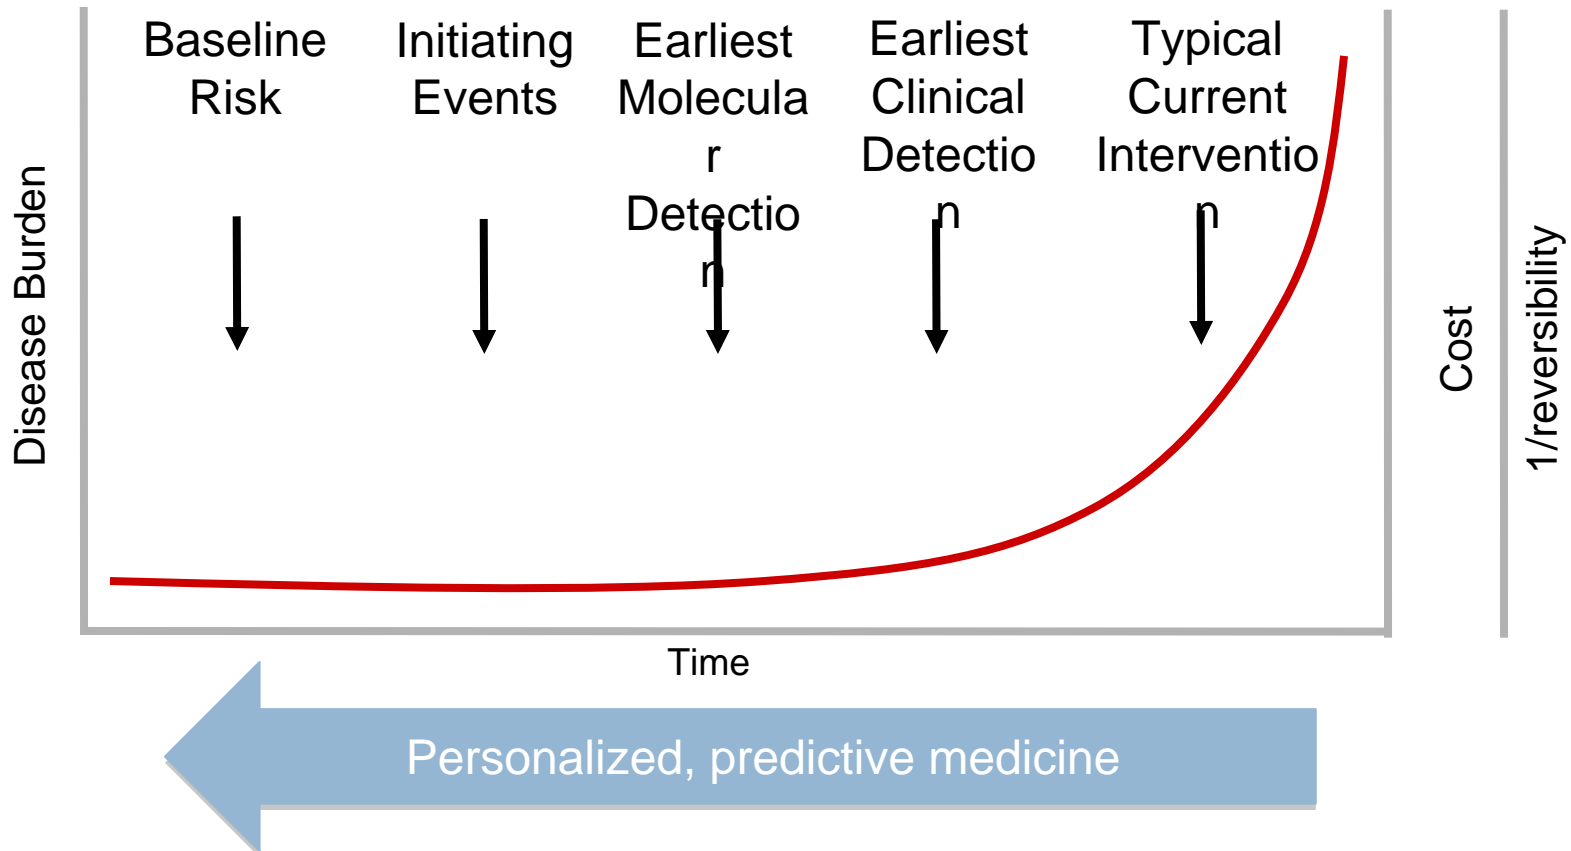 Baseline
Risk
Initiating
Events
Earliest
Molecula
r
Detectio
n
Earliest
Clinical
Detectio
n
Typical
Current
Interventio
n
Disease Burden
Cost
1/reversibility
Time
Personalized, predictive medicine